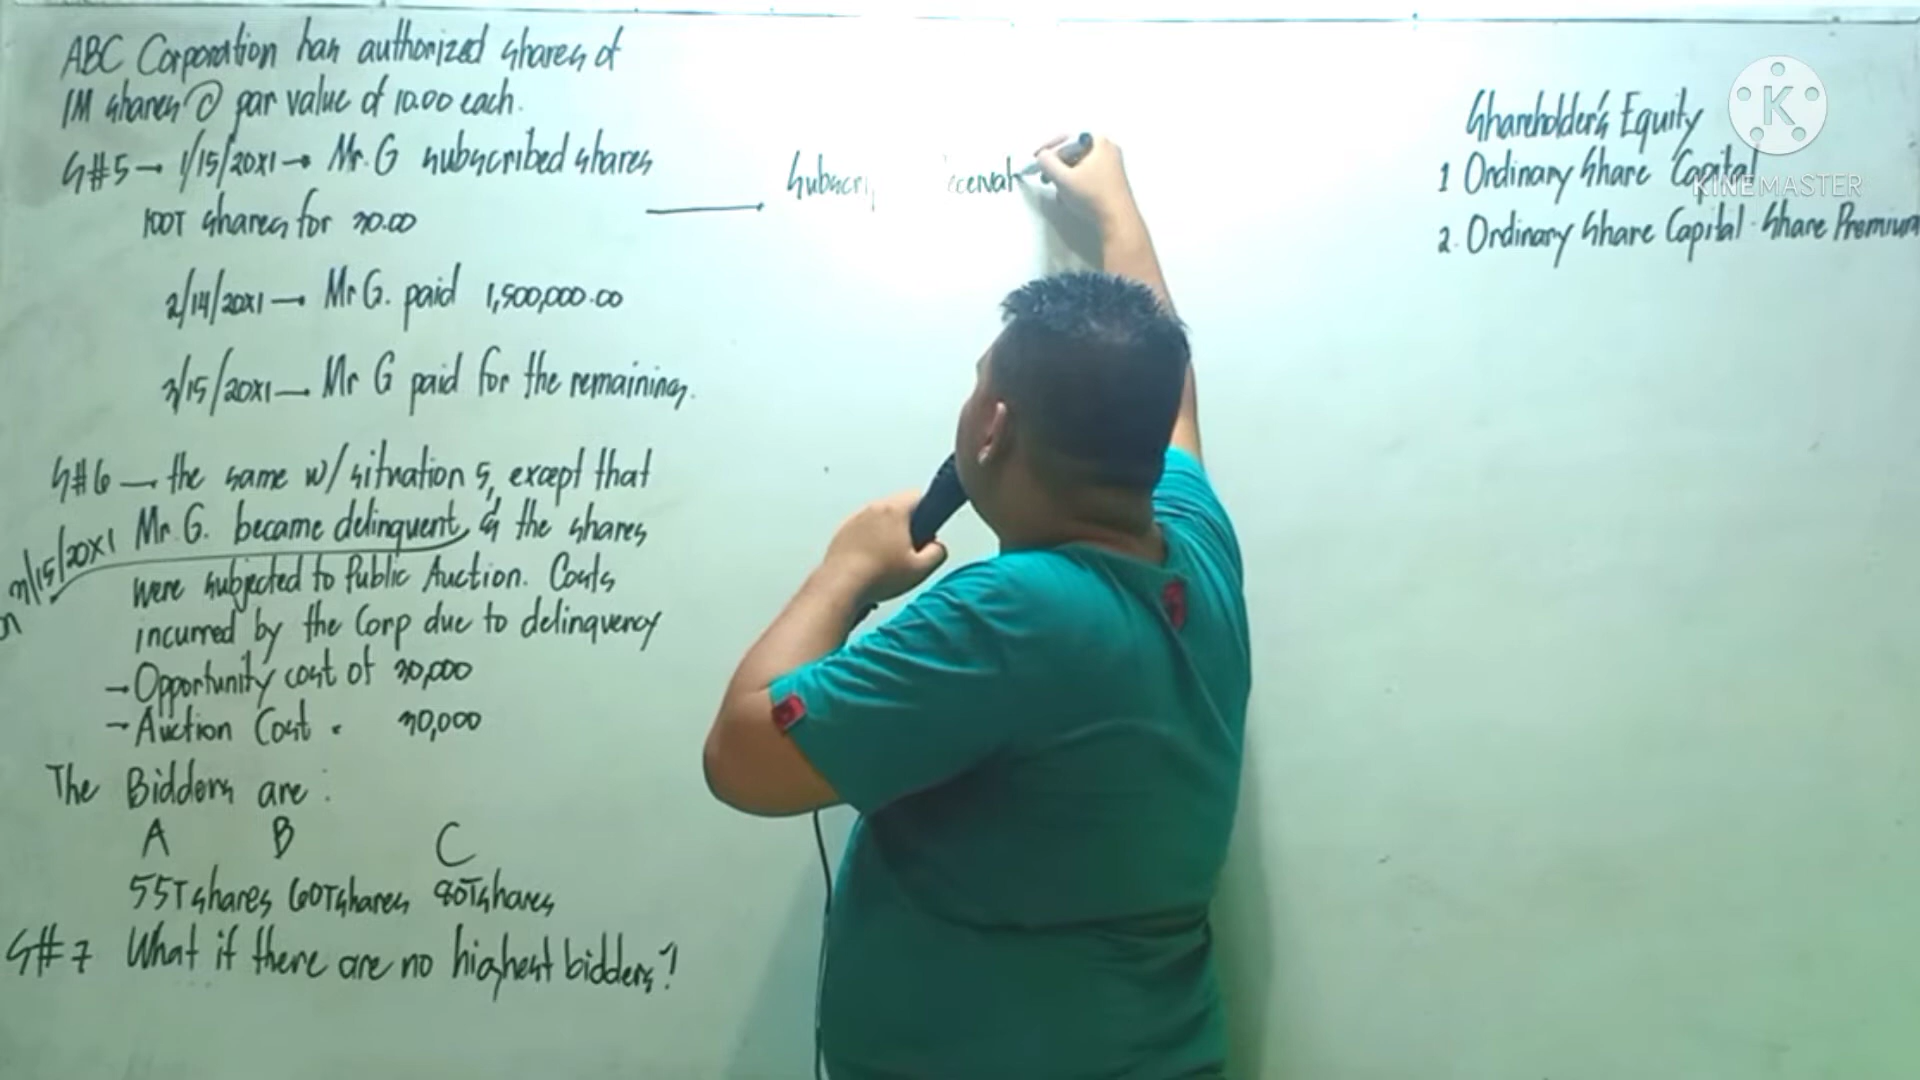 ABC Corporation has authorized shares of
1M shares @ par value of 10.00 each.
S#5 → 1/15/20x1 → Mr. G subscribed shares
100T shares for 30.00
2/14/20x1 → Mr G. paid 1,500,000.00
3/15/20x1 — Mr G paid for the remaining.
S#6 — the same w/ situation 5, except that
3/15/20x1 Mr. G. became delinquent & the shares
were subjected to Public Auction. Costs
incurred by the Corp due to delinquency
→ Opportunity cost of 30,000
→ Auction Cost 30,000
The Bidders are :
A B C
55T shares 60T shares 80T shares
S#7 What if there are no highest bidders?
Subscri
Shareholder's Equity
1 Ordinary Share Capital
2. Ordinary Share Capital - Share Premium
K
KINEMASTER